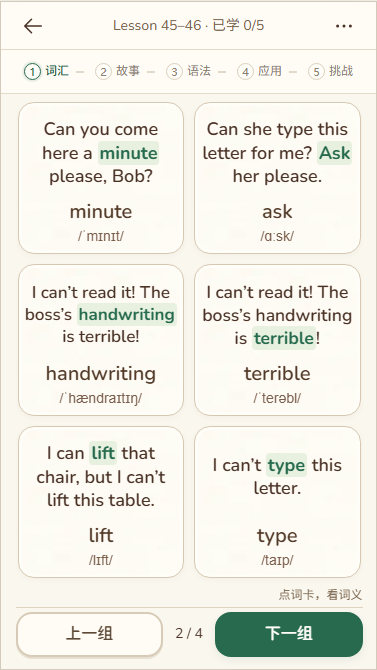 Lesson 45–46 · 已学 0/5
1 词汇 – 2 故事 – 3 语法 – 4 应用 – 5 挑战
Can you come
here a minute
please, Bob?
minute
/ˈmɪnɪt/
Can she type this
letter for me? Ask
her please.
ask
/ɑːsk/
I can’t read it! The
boss’s handwriting
is terrible!
handwriting
/ˈhændraɪtɪŋ/
I can’t read it! The
boss’s handwriting
is terrible!
terrible
/ˈterəbl/
I can lift that
chair, but I can’t
lift this table.
lift
/lɪft/
I can’t type this
letter.
type
/taɪp/
点词卡，看词义
上一组
2 / 4
下一组